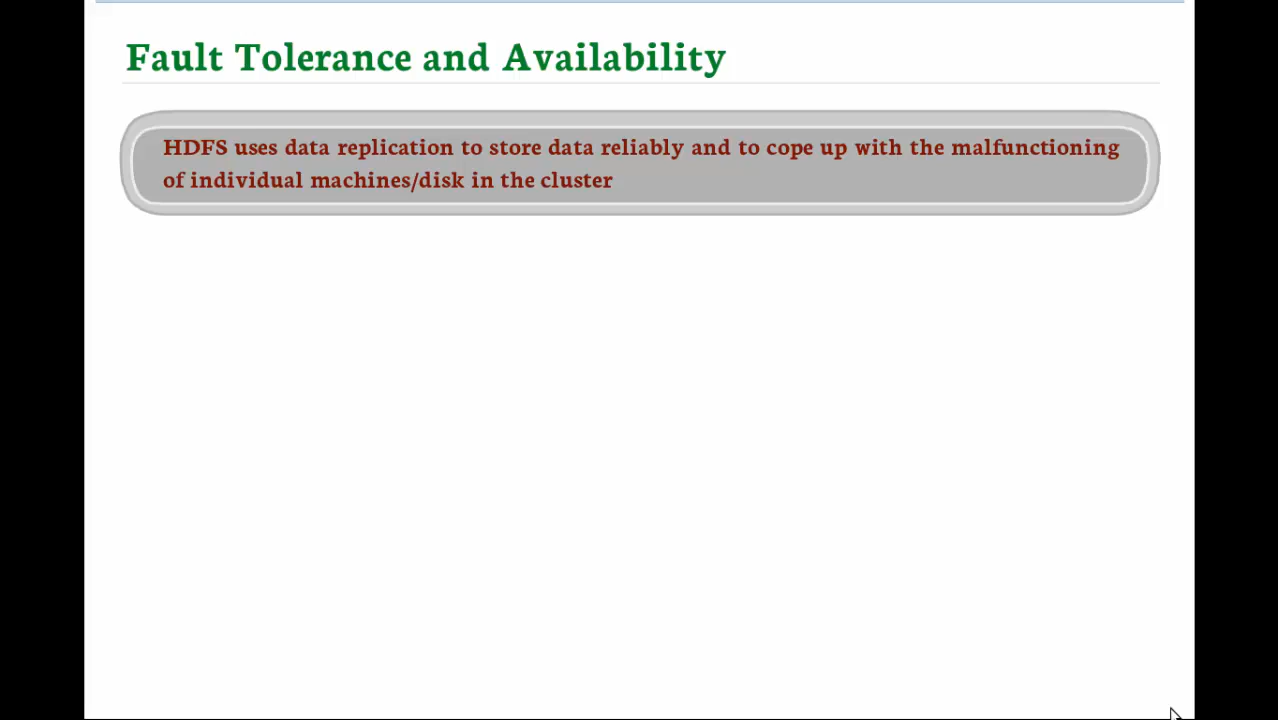 Fault Tolerance and Availability
HDFS uses data replication to store data reliably and to cope up with the malfunctioning
of individual machines/disk in the cluster